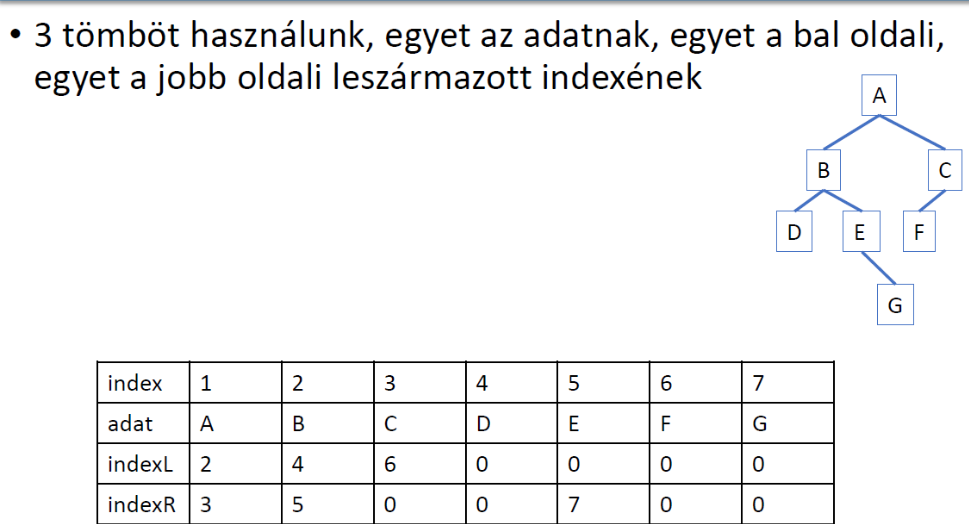 • 3 tömböt használunk, egyet az adatnak, egyet a bal oldali,
egyet a jobb oldali leszármazott indexének
A
B C
D E F
G
index 1 2 3 4 5 6 7
adat A B C D E F G
indexL 2 4 6 0 0 0 0
indexR 3 5 0 0 7 0 0